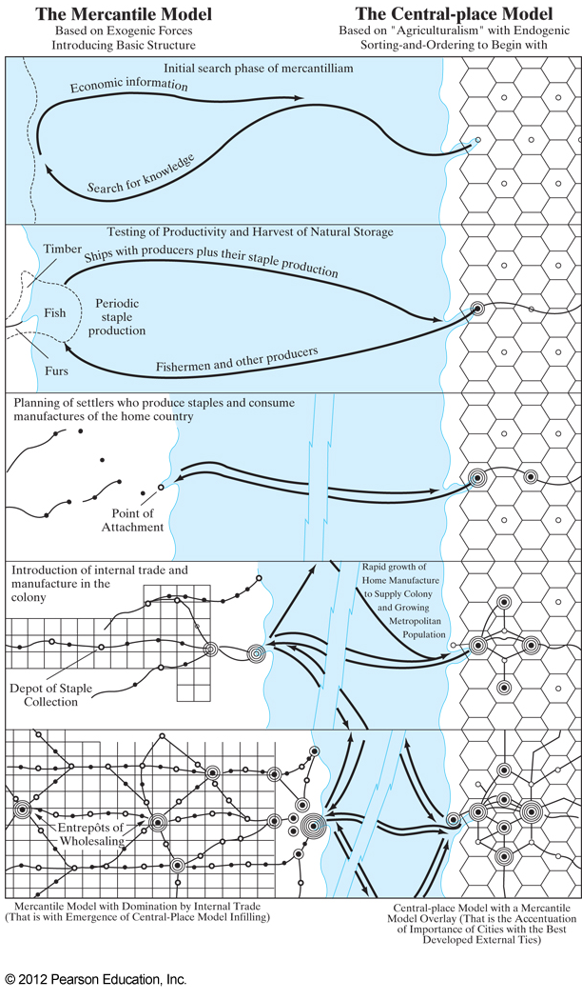 The Mercantile Model
Based on Exogenic Forces
Introducing Basic Structure
The Central-place Model
Based on "Agriculturalism" with Endogenic
Sorting-and-Ordering to Begin with
Initial search phase of mercantilliam
Economic information
Search for knowledge
Testing of Productivity and Harvest of Natural Storage
Timber
Ships with producers plus their staple production
Fish
Periodic
staple
production
Furs
Fishermen and other producers
Planning of settlers who produce staples and consume
manufactures of the home country
Point of
Attachment
Introduction of internal trade and
manufacture in the
colony
Rapid growth of
Home Manufacture
to Supply Colony
and Growing
Metropolitan
Population
Depot of Staple
Collection
Entrepôts of
Wholesaling
Mercantile Model with Domination by Internal Trade
(That is with Emergence of Central-Place Model Infilling)
Central-place Model with a Mercantile
Model Overlay (That is the Accentuation
of Importance of Cities with the Best
Developed External Ties)
© 2012 Pearson Education, Inc.